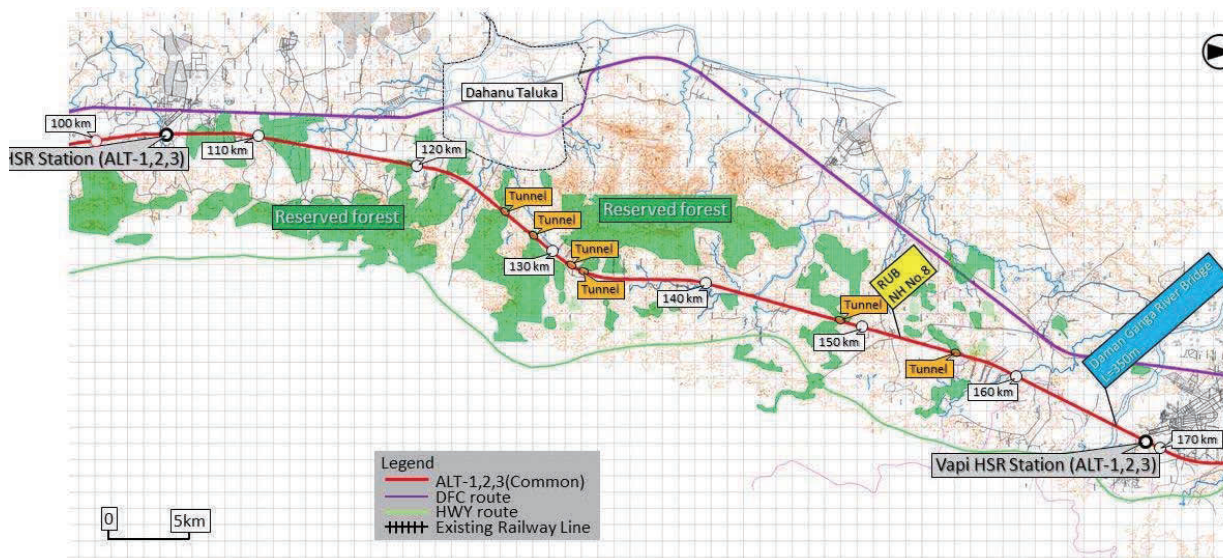 Dahanu Taluka
100 km
HSR Station (ALT-1,2,3)
110 km
120 km
Reserved forest
Tunnel
Tunnel
Reserved forest
130 km
Tunnel
Tunnel
140 km
Tunnel
150 km
RUB
NH No.8
Tunnel
160 km
Daman Ganga River Bridge
L=350m
170 km
Vapi HSR Station (ALT-1,2,3)
Legend
ALT-1,2,3(Common)
DFC route
HWY route
Existing Railway Line
0
5km